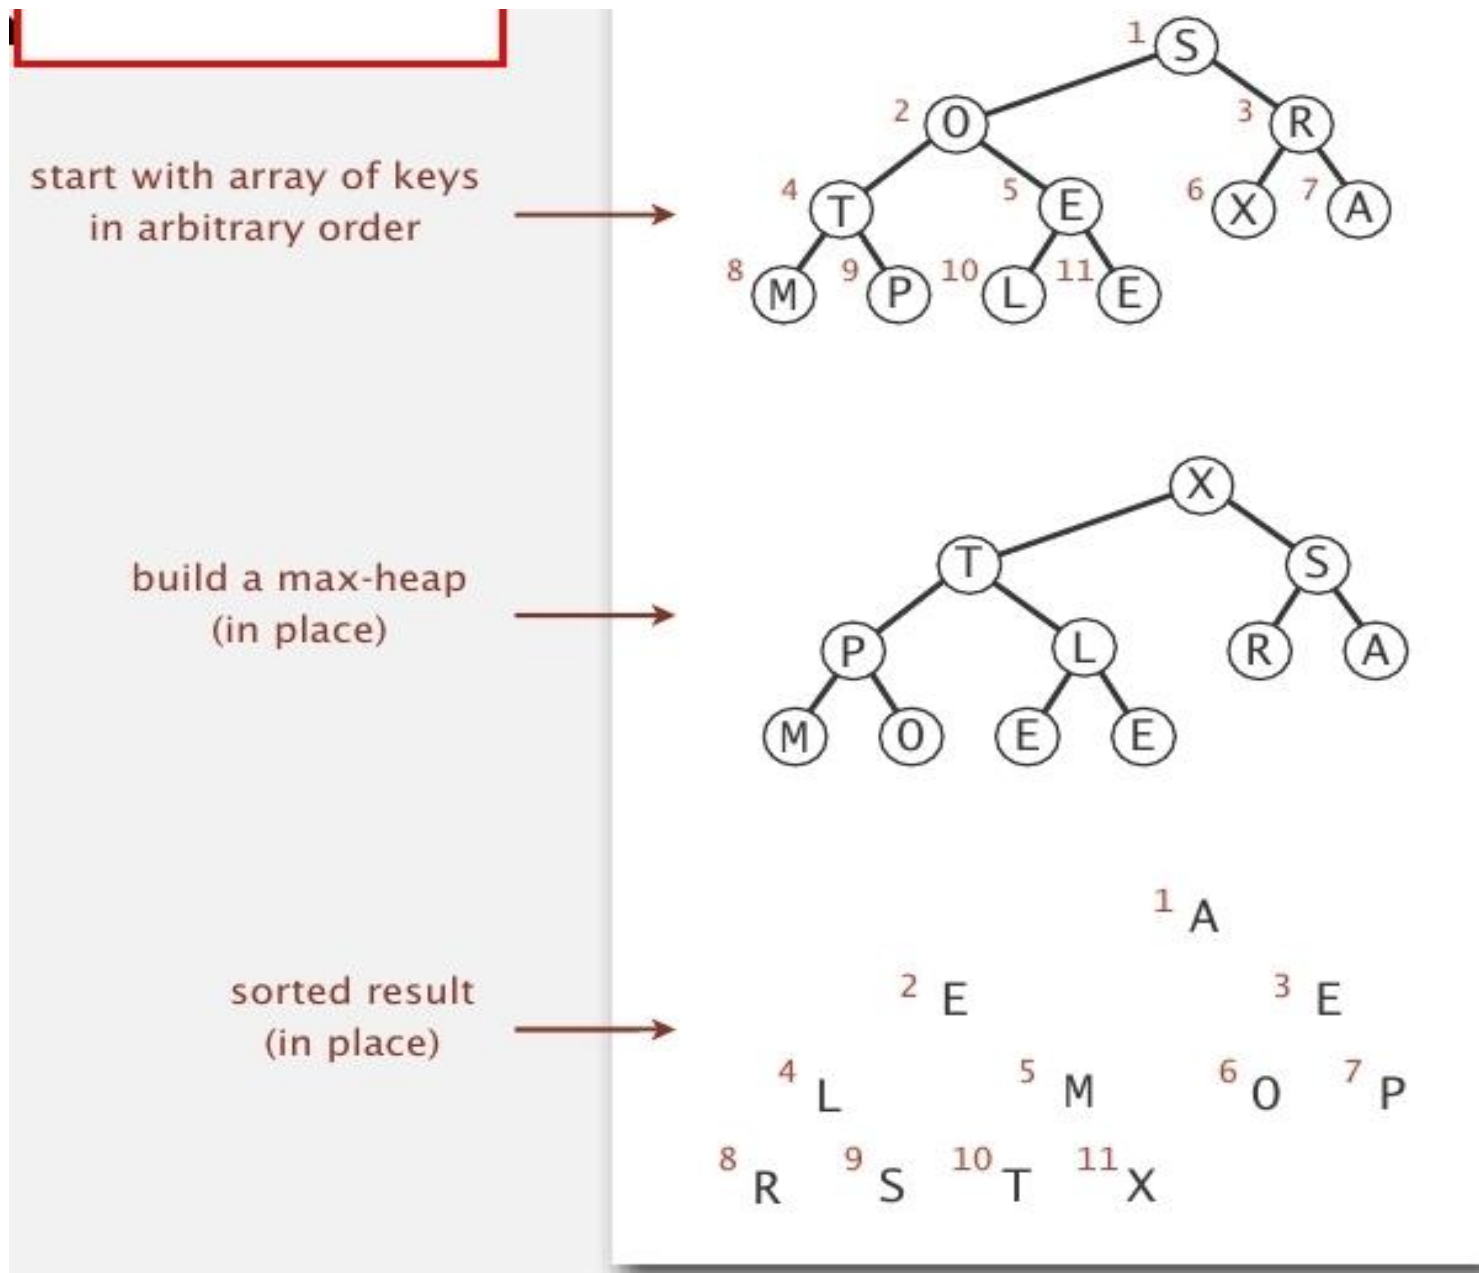 1 S
2 O 3 R
start with array of keys
in arbitrary order
4 T 5 E 6 X 7 A
8 M 9 P 10 L 11 E
X
T S
build a max-heap
(in place)
P L R A
M O E E
1 A
2 E 3 E
sorted result
(in place)
4 L 5 M 6 O 7 P
8 R 9 S 10 T 11 X